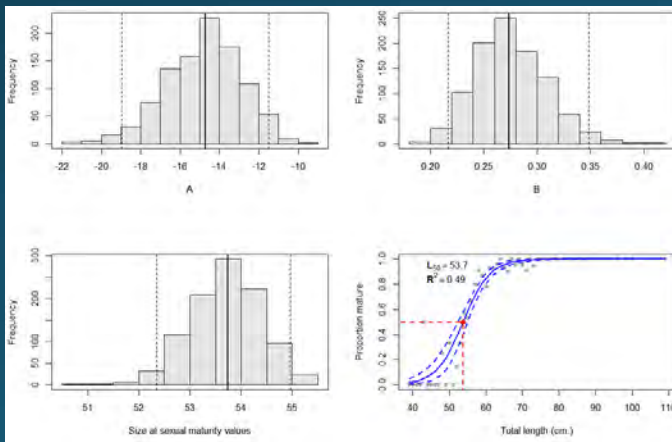 Frequency
0 50 100 150 200
-22 -20 -18 -16 -14 -12 -10
A
Frequency
0 50 100 150 200 250
0.20 0.25 0.30 0.35 0.40
B
Frequency
0 50 100 200 300
51 52 53 54 55
Size at sexual maturity values
Proportion mature
0.0 0.2 0.4 0.6 0.8 1.0
L50 = 53.7
R² = 0.49
40 50 60 70 80 90 100 110
Total length (cm.)